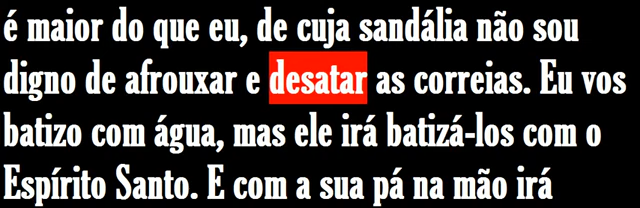 é maior do que eu, de cuja sandália não sou
digno de afrouxar e desatar as correias. Eu vos
batizo com água, mas ele irá batizá-los com o
Espírito Santo. E com a sua pá na mão irá